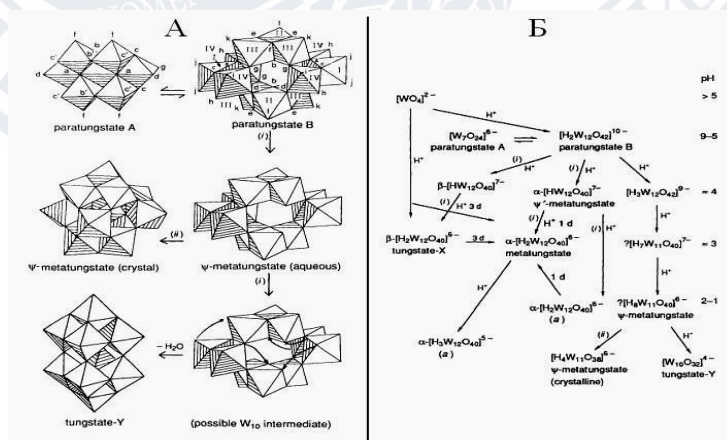 А
paratungstate A
paratungstate B
(i)
(ii)
ψ-metatungstate (crystal)
ψ-metatungstate (aqueous)
(i)
– H₂O
tungstate-Y
(possible W₁₀ intermediate)
Б
pH
[WO₄]²⁻
> 5
H⁺
[W₇O₂₄]⁶⁻
[H₂W₁₂O₄₂]¹⁰⁻
9–5
paratungstate A
paratungstate B
H⁺
(i)
H⁺
(i)
H⁺
H⁺
β-[HW₁₂O₄₀]⁷⁻
α-[HW₁₂O₄₀]⁷⁻
[H₃W₁₂O₄₂]⁹⁻
≈ 4
ψ'-metatungstate
(i)
H⁺ 3 d
(i)
H⁺ 1 d
(i)
H⁺
H⁺
β-[H₂W₁₂O₄₀]⁶⁻
3 d
α-[H₂W₁₂O₄₀]⁶⁻
?[H₇W₁₁O₄₀]⁷⁻
≈ 3
tungstate-X
metatungstate
H⁺
1 d
H⁺
α-[H₂W₁₂O₄₀]⁶⁻
?[H₈W₁₁O₄₀]⁶⁻
2–1
(a)
ψ-metatungstate
α-[H₃W₁₂O₄₀]⁵⁻
(ii)
H⁺
(a)
[H₄W₁₁O₃₈]⁶⁻
[W₁₀O₃₂]⁴⁻
ψ-metatungstate
tungstate-Y
(crystalline)